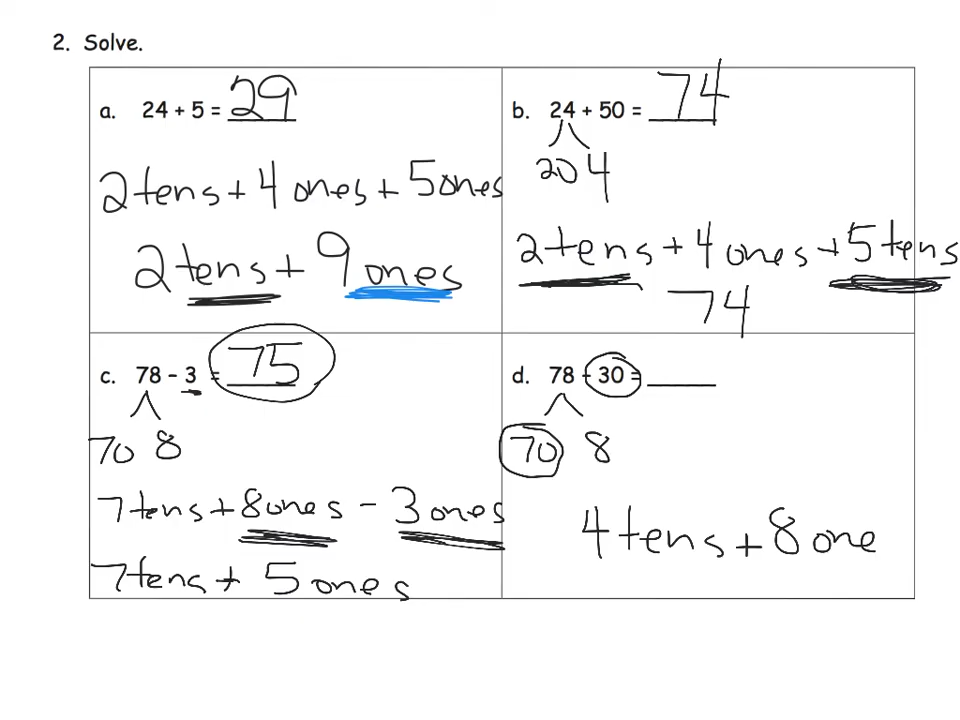 2. Solve.
a. 24 + 5 = 29
2 tens + 4 ones + 5 ones
2 tens + 9 ones
b. 24 + 50 = 74
20 4
2 tens + 4 ones + 5 tens
74
c. 78 - 3 = 75
70 8
7 tens + 8 ones - 3 ones
7 tens + 5 ones
d. 78 - 30 = ______
70 8
4 tens + 8 one